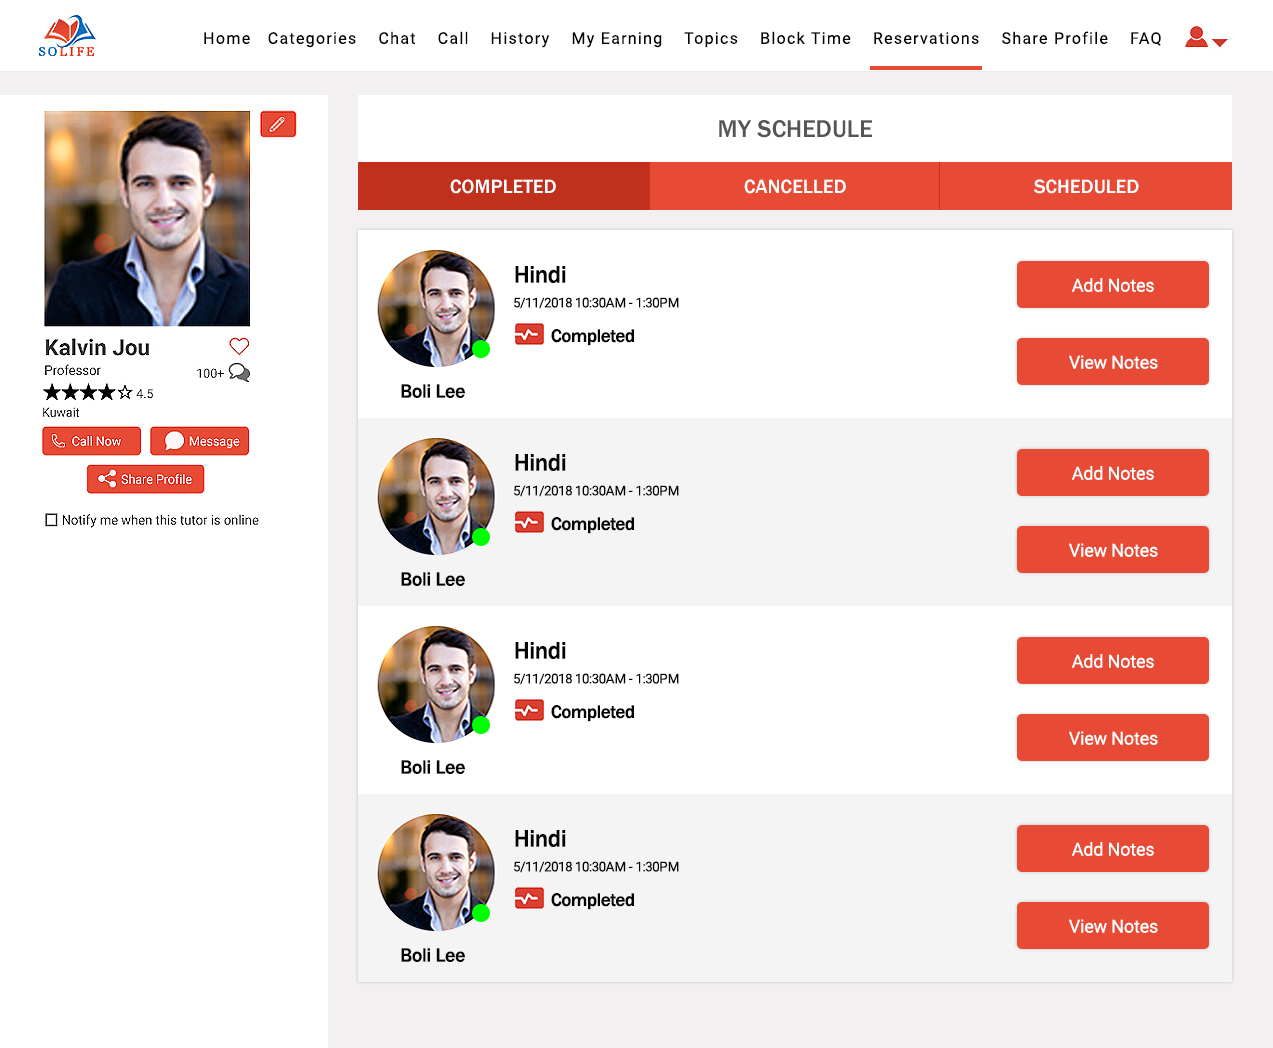 SOLIFE
Home Categories Chat Call History My Earning Topics Block Time Reservations Share Profile FAQ
Kalvin Jou
Professor
100+
4.5
Kuwait
Call Now
Message
Share Profile
Notify me when this tutor is online
MY SCHEDULE
COMPLETED CANCELLED SCHEDULED
Hindi
5/11/2018 10:30AM - 1:30PM
Completed
Boli Lee
Add Notes
View Notes
Hindi
5/11/2018 10:30AM - 1:30PM
Completed
Boli Lee
Add Notes
View Notes
Hindi
5/11/2018 10:30AM - 1:30PM
Completed
Boli Lee
Add Notes
View Notes
Hindi
5/11/2018 10:30AM - 1:30PM
Completed
Boli Lee
Add Notes
View Notes